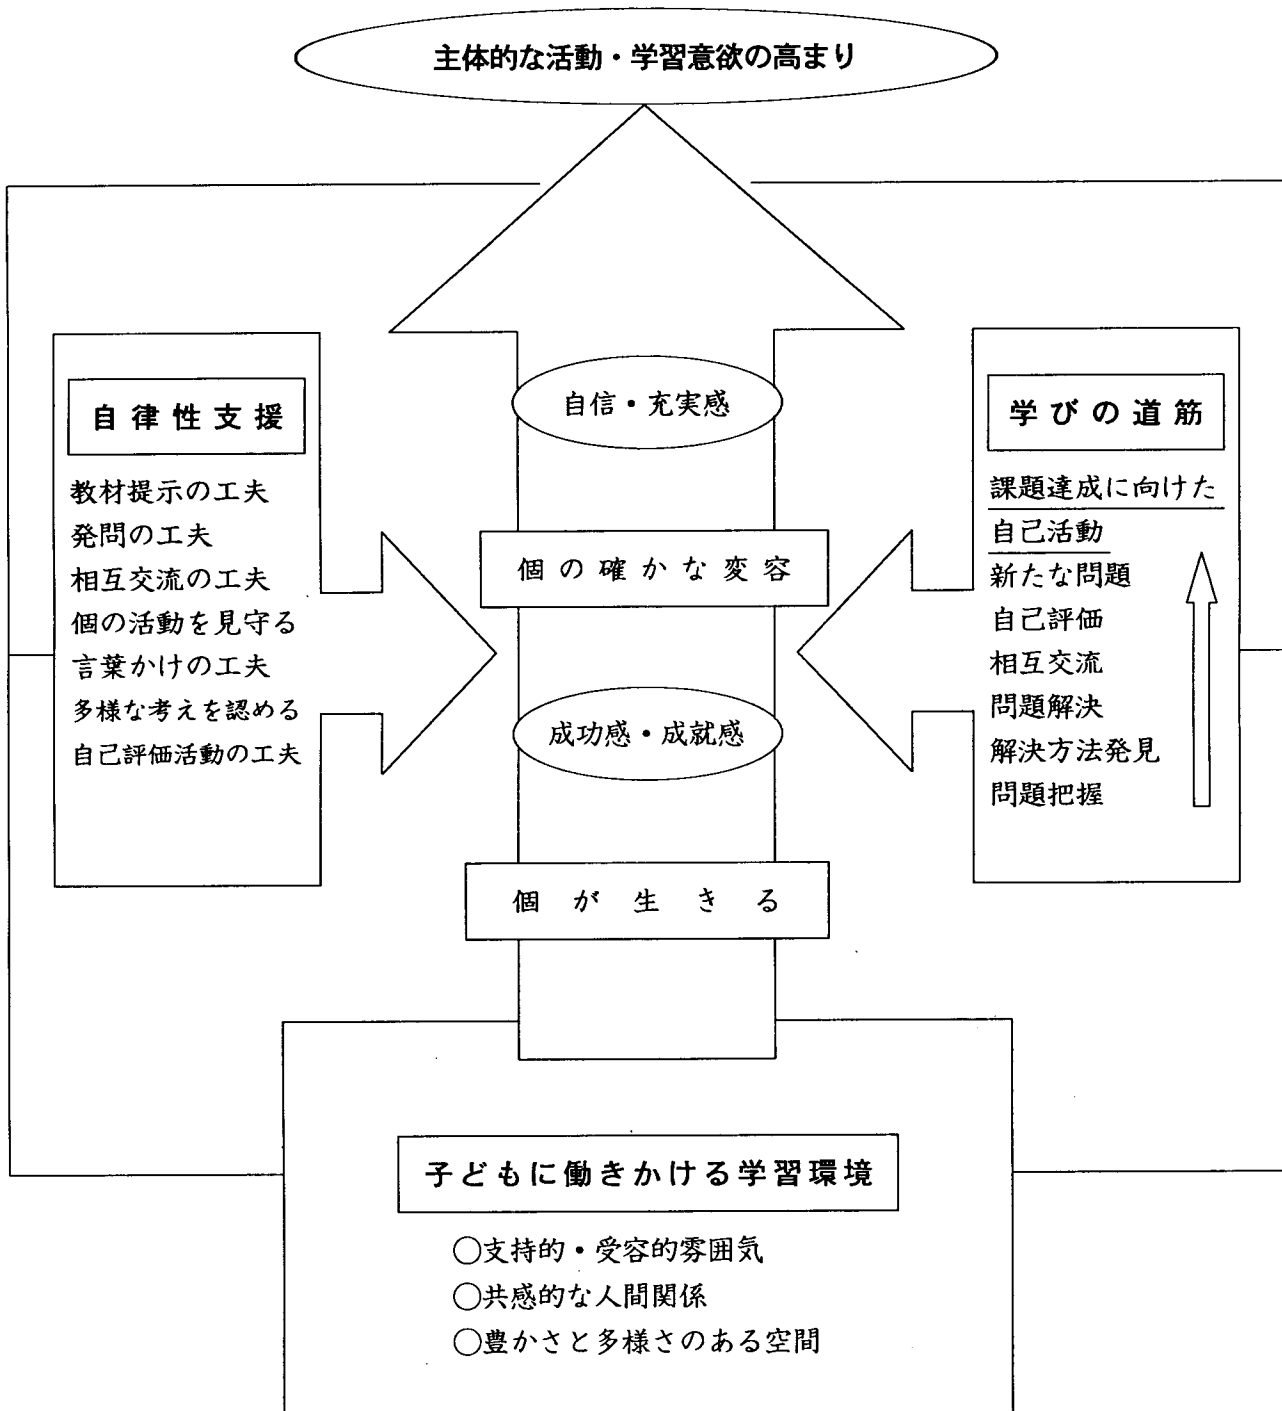 主体的な活動・学習意欲の高まり
自律性支援
教材提示の工夫
発問の工夫
相互交流の工夫
個の活動を見守る
言葉かけの工夫
多様な考えを認める
自己評価活動の工夫
自信・充実感
個の確かな変容
成功感・成就感
個が生きる
学びの道筋
課題達成に向けた
自己活動
新たな問題
自己評価
相互交流
問題解決
解決方法発見
問題把握
子どもに働きかける学習環境
○支持的・受容的雰囲気
○共感的な人間関係
○豊かさと多様さのある空間